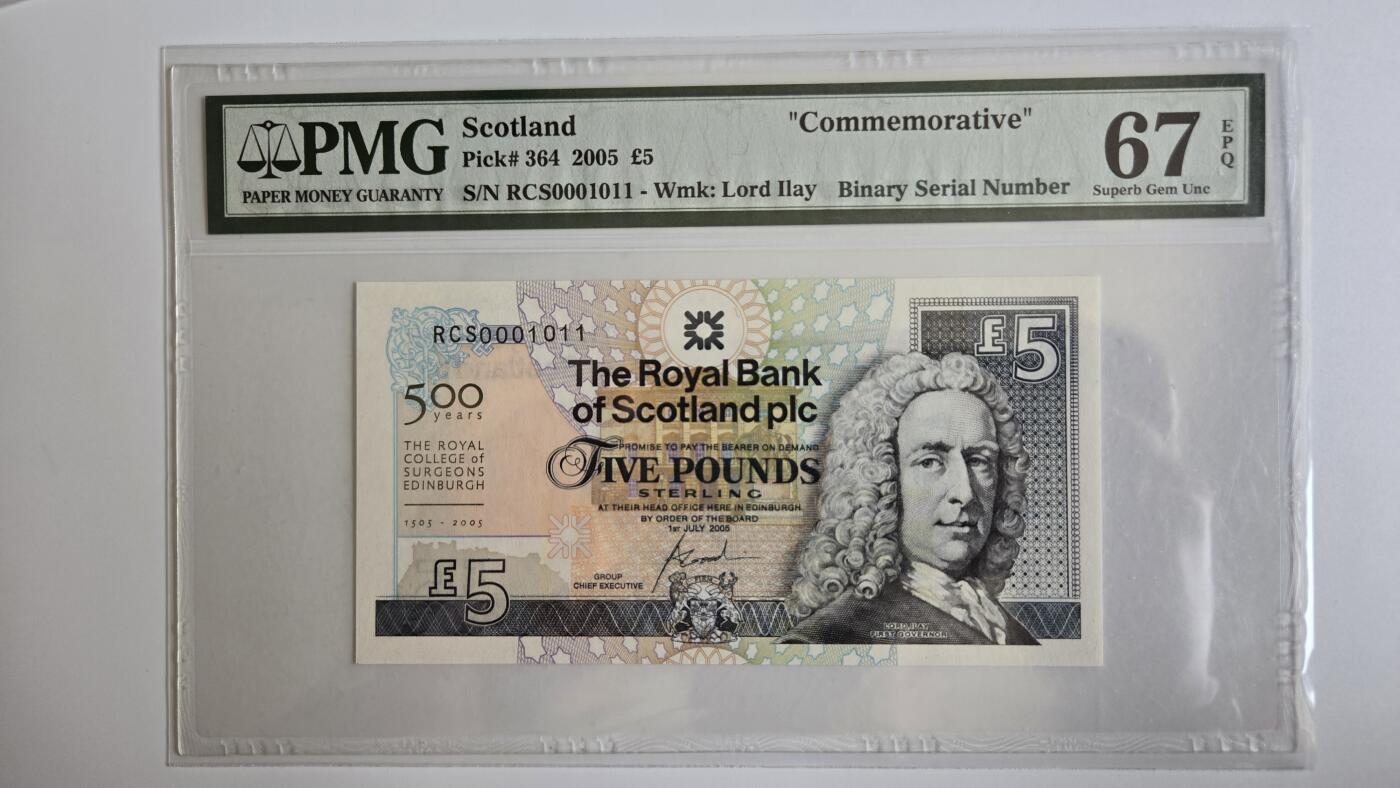 PMG
PAPER MONEY GUARANTY
Scotland "Commemorative"
Pick# 364 2005 £5
S/N RCS0001011 - Wmk: Lord Ilay Binary Serial Number
67
EPQ
Superb Gem Unc
RCS0001011
500
years
THE ROYAL
COLLEGE of
SURGEONS
EDINBURGH
1505 - 2005
£5
The Royal Bank
of Scotland plc
PROMISE TO PAY THE BEARER ON DEMAND
FIVE POUNDS
STERLING
AT THEIR HEAD OFFICE HERE IN EDINBURGH
BY ORDER OF THE BOARD
1ST JULY 2005
GROUP
CHIEF EXECUTIVE
£5
LORD ILAY
FIRST GOVERNOR